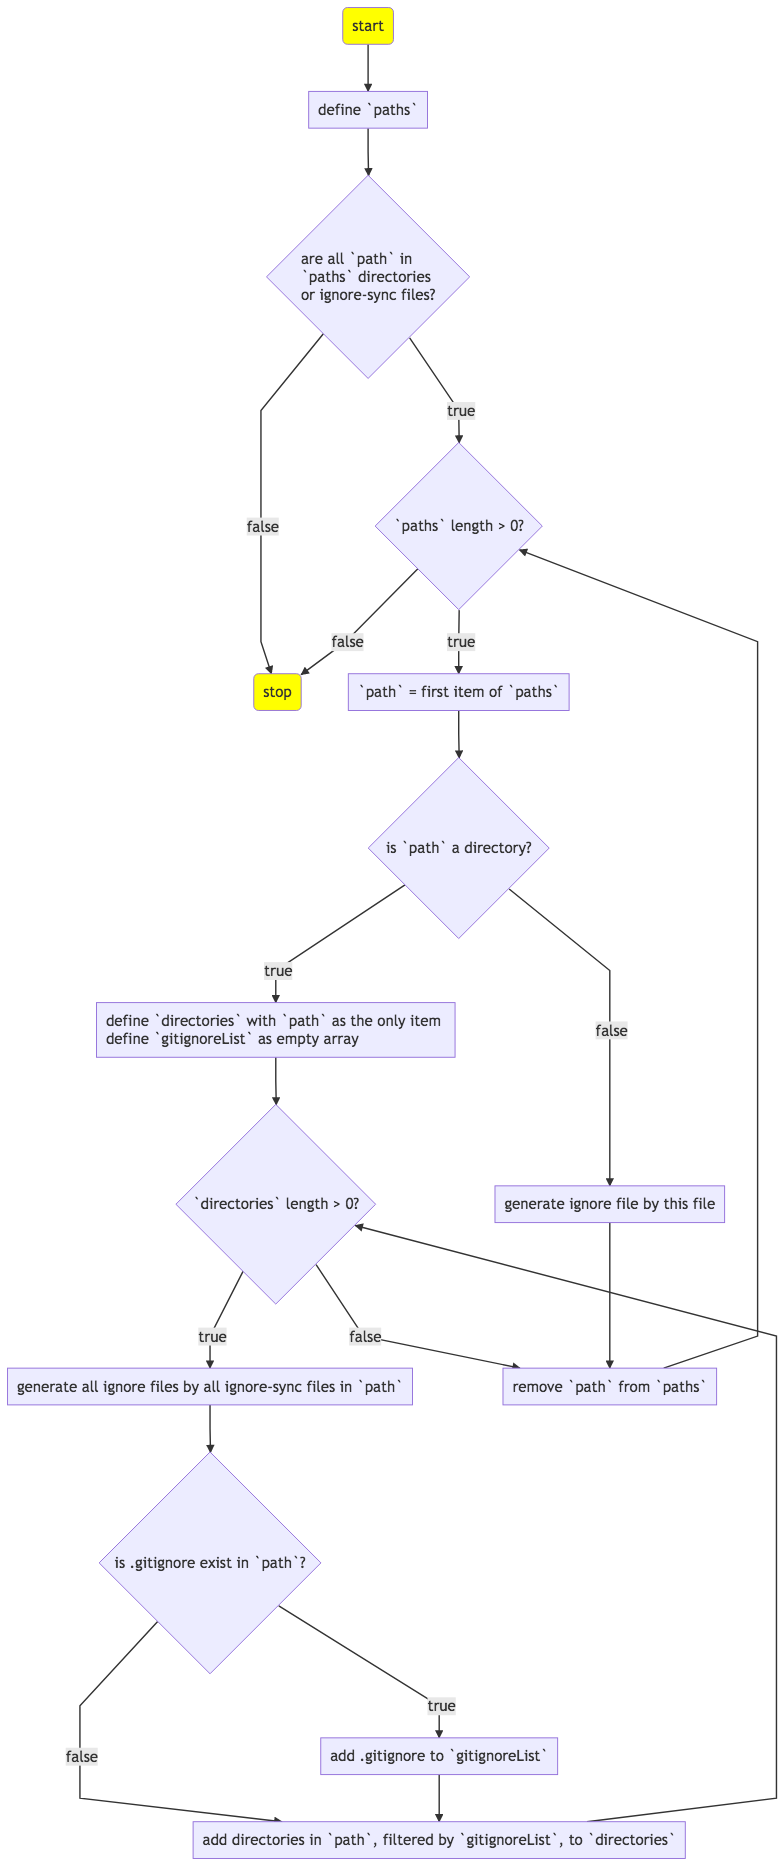 start
define `paths`
are all `path` in
`paths` directories
or ignore-sync files?
true
`paths` length > 0?
false
false
true
stop
`path` = first item of `paths`
is `path` a directory?
true
define `directories` with `path` as the only item
define `gitignoreList` as empty array
false
`directories` length > 0?
generate ignore file by this file
true
false
generate all ignore files by all ignore-sync files in `path`
remove `path` from `paths`
is .gitignore exist in `path`?
true
false
add .gitignore to `gitignoreList`
add directories in `path`, filtered by `gitignoreList`, to `directories`